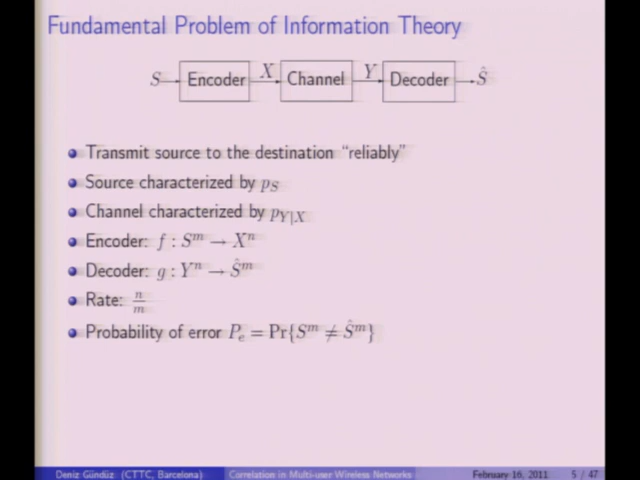 Fundamental Problem of Information Theory
S Encoder X Channel Y Decoder Ŝ
Transmit source to the destination “reliably”
Source characterized by p_S
Channel characterized by p_{Y|X}
Encoder: f : S^m → X^n
Decoder: g : Y^n → Ŝ^m
Rate: n/m
Probability of error P_e = Pr{S^m ≠ Ŝ^m}
Deniz Gündüz (CTTC, Barcelona) Correlation in Multi-user Wireless Networks February 16, 2011 5 / 47